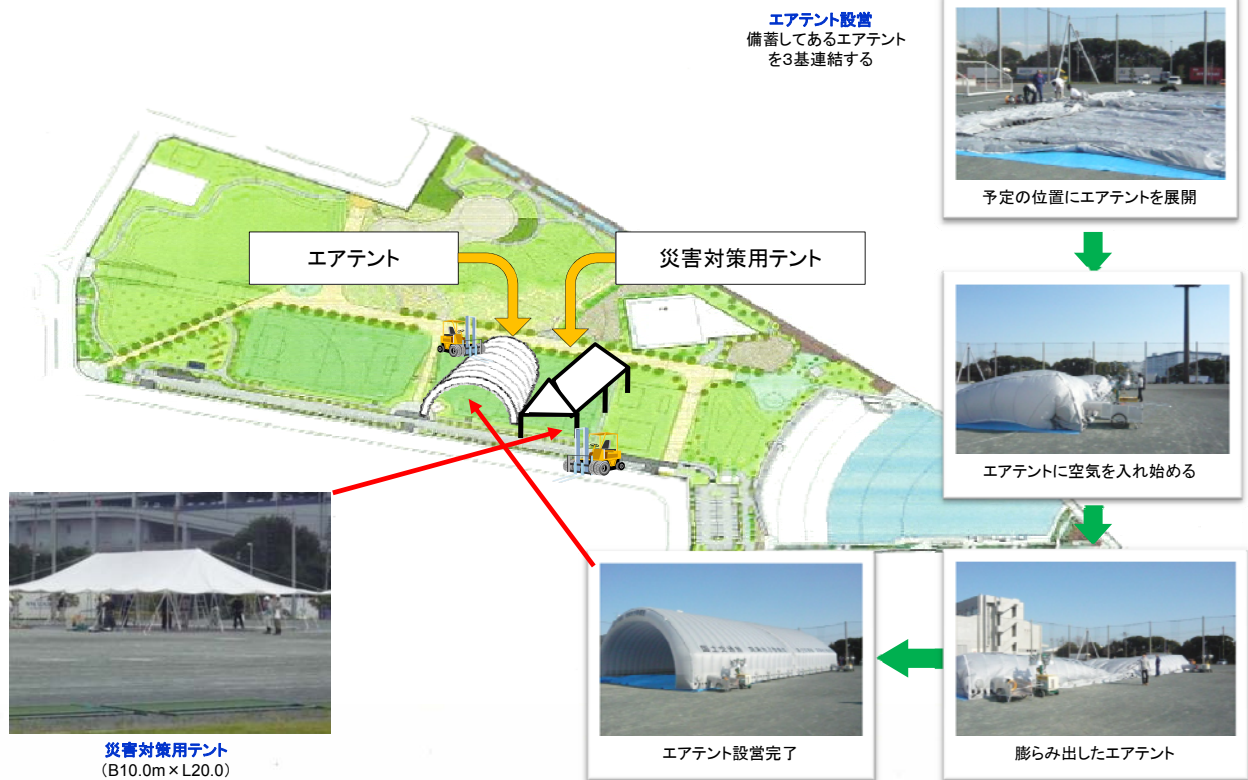 エアテント設営
備蓄してあるエアテント
を3基連結する
予定の位置にエアテントを展開
エアテント
災害対策用テント
エアテントに空気を入れ始める
膨らみ出したエアテント
エアテント設営完了
災害対策用テント
(B10.0m×L20.0)